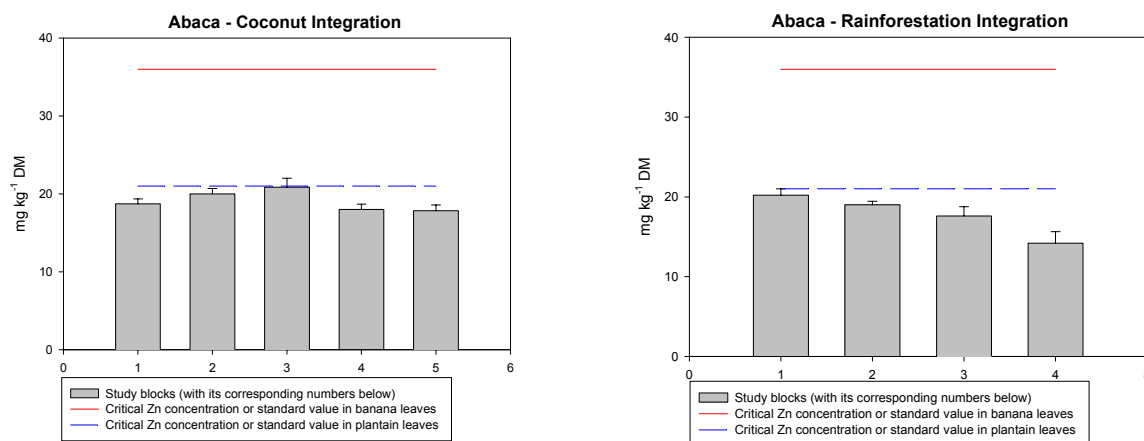 Abaca - Coconut Integration
40
30
20
10
0
mg kg⁻¹ DM
0 1 2 3 4 5 6
Study blocks (with its corresponding numbers below)
Critical Zn concentration or standard value in banana leaves
Critical Zn concentration or standard value in plantain leaves
Abaca - Rainforestation Integration
40
30
20
10
0
mg kg⁻¹ DM
0 1 2 3 4
Study blocks (with its corresponding numbers below)
Critical Zn concentration or standard value in banana leaves
Critical Zn concentration or standard value in plantain leaves